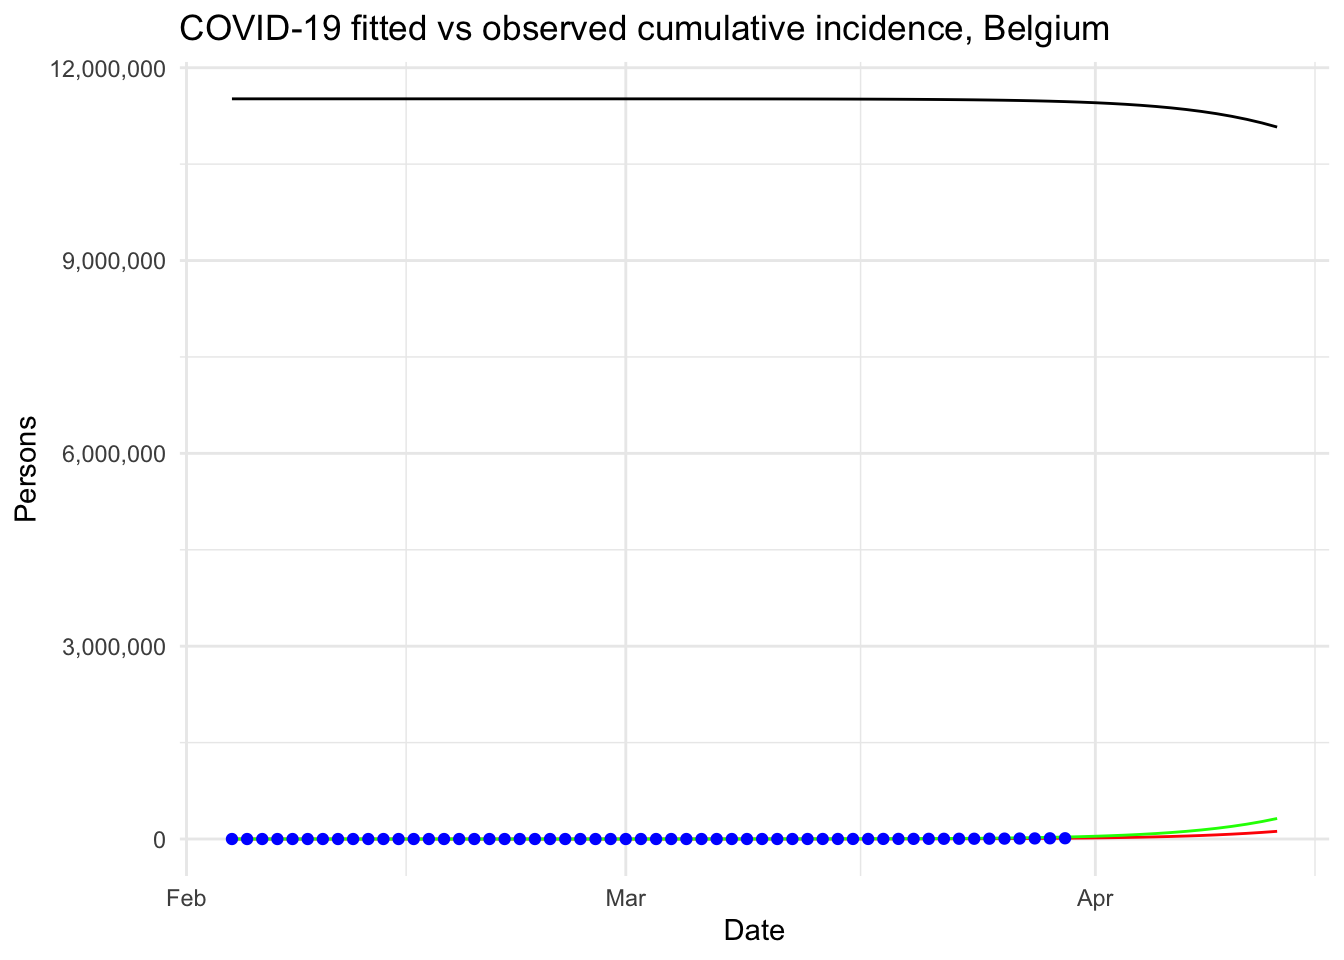 COVID-19 fitted vs observed cumulative incidence, Belgium
12,000,000
9,000,000
6,000,000
3,000,000
0
Persons
Feb
Mar
Apr
Date